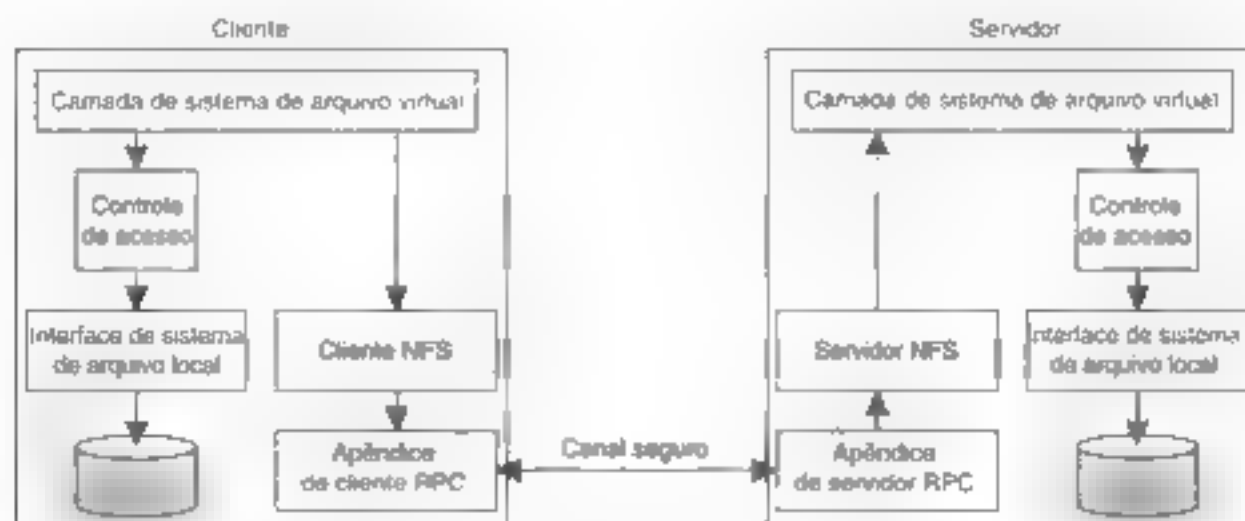 Cliente
Camada de sistema de arquivo virtual
Controle
de acesso
Interface de sistema
de arquivo local
Cliente NFS
Apêndice
de cliente RPC
Canal seguro
Servidor
Camada de sistema de arquivo virtual
Servidor NFS
Apêndice
de servidor RPC
Controle
de acesso
Interface de sistema
de arquivo local